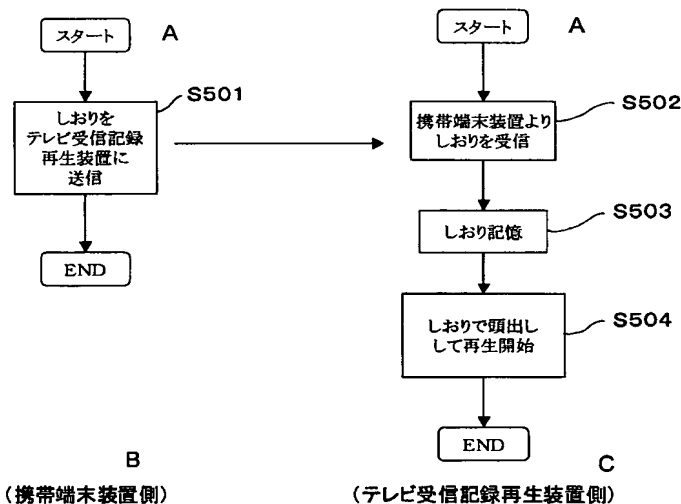 A
スタート
S501
しおりを
テレビ受信記録
再生装置に
送信
END
B
(携帯端末装置側)
A
スタート
S502
携帯端末装置より
しおりを受信
S503
しおり記憶
S504
しおりで頭出し
して再生開始
END
C
(テレビ受信記録再生装置側)